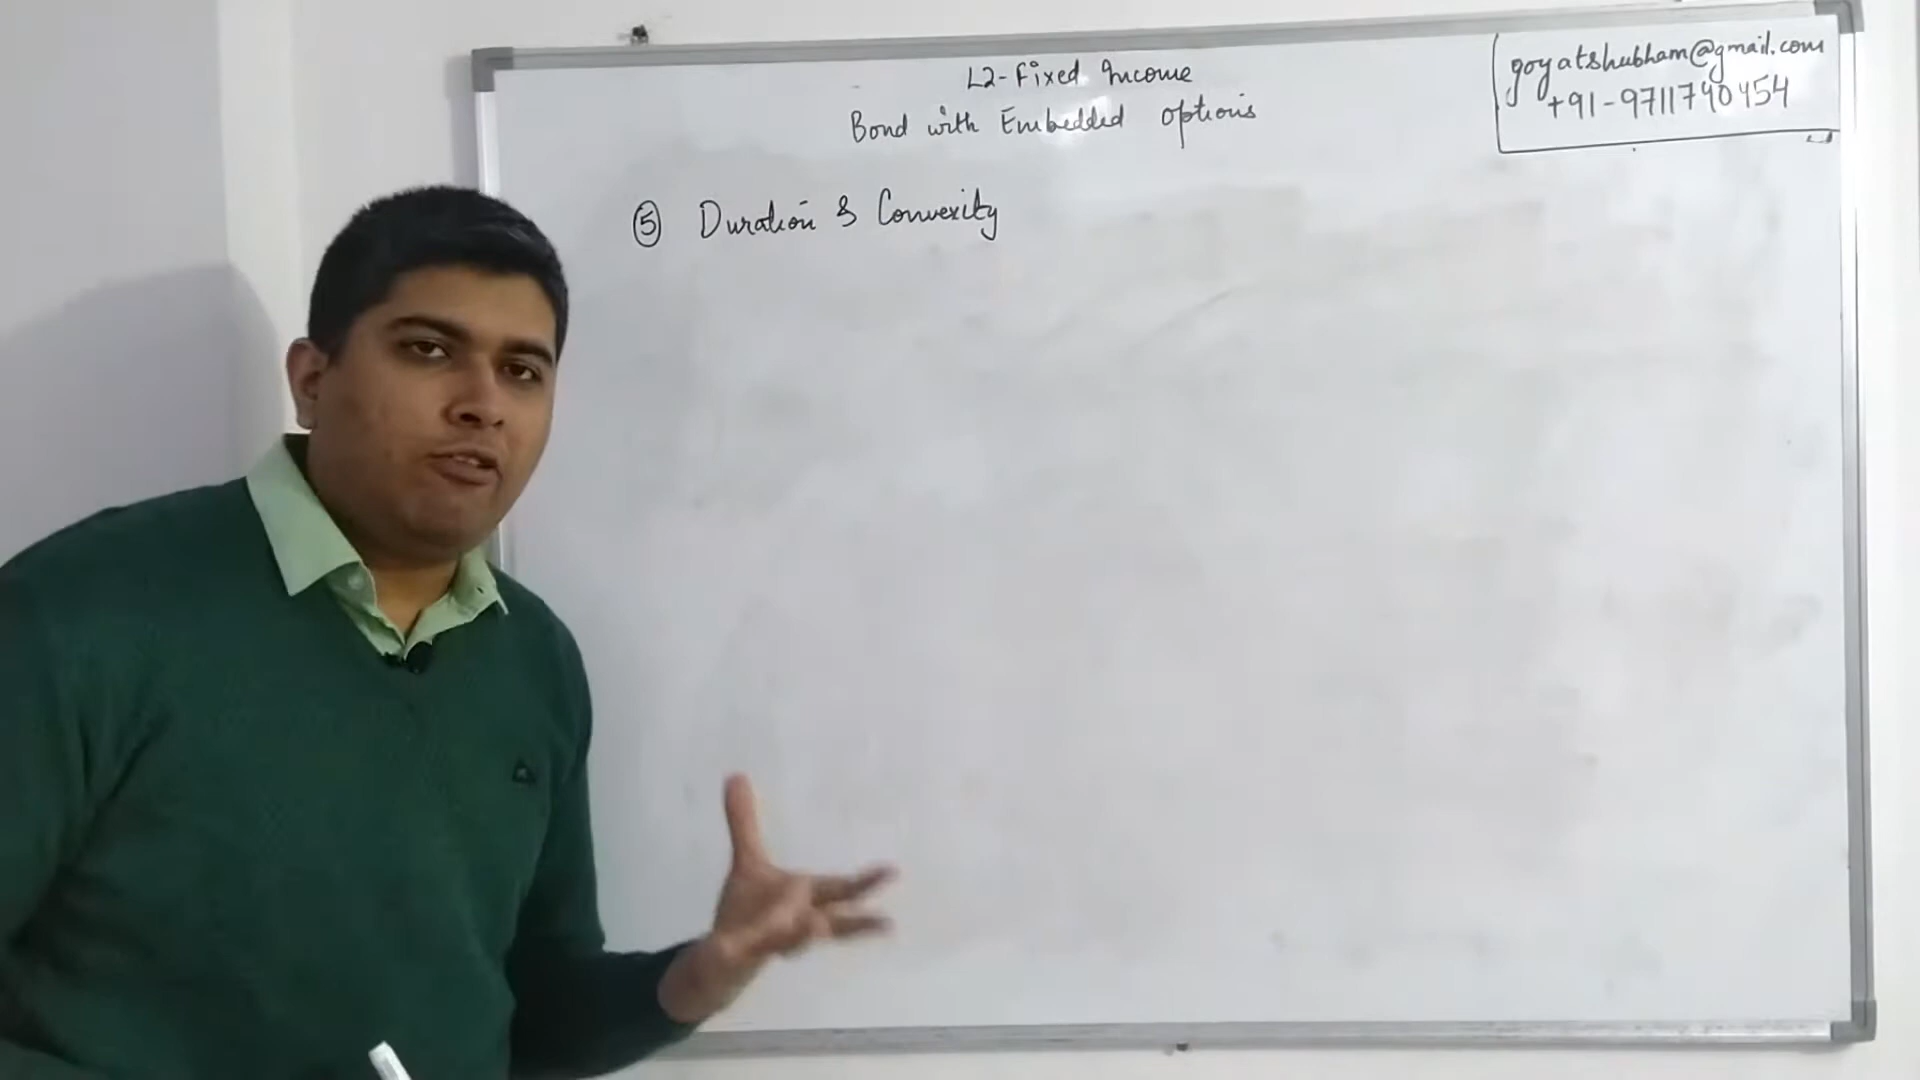 L2-Fixed Income
Bond with Embedded options
goyatshubham@gmail.com
+91-9711740454
⑤ Duration & Convexity